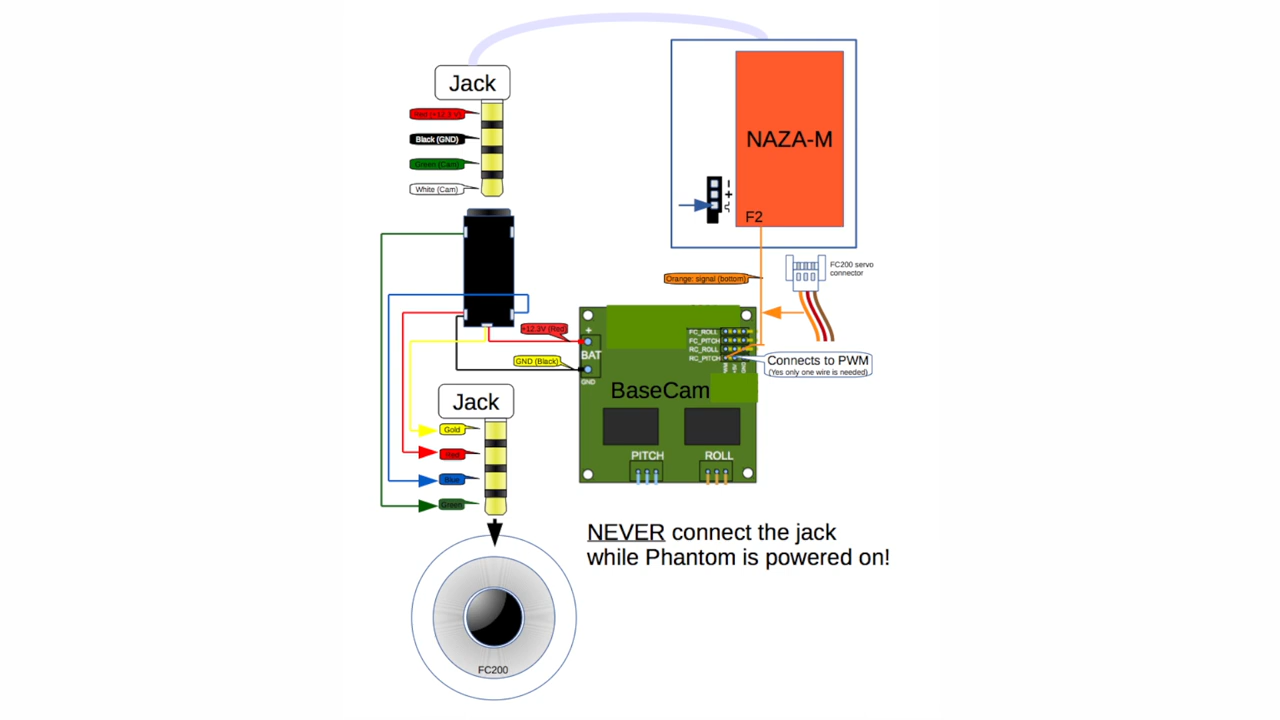 Jack
Red (+12.3 V)
Black (GND)
Green (Cam)
White (Cam)
NAZA-M
F2
FC200 servo
connector
Orange: signal (bottom)
+12.3V (Red)
+
BAT
GND (Black)
GND
FC_ROLL
FC_PITCH
RC_ROLL
RC_PITCH
Connects to PWM
(Yes only one wire is needed)
BaseCam
PITCH
ROLL
Jack
Gold
Red
Blue
Green
NEVER connect the jack
while Phantom is powered on!
FC200